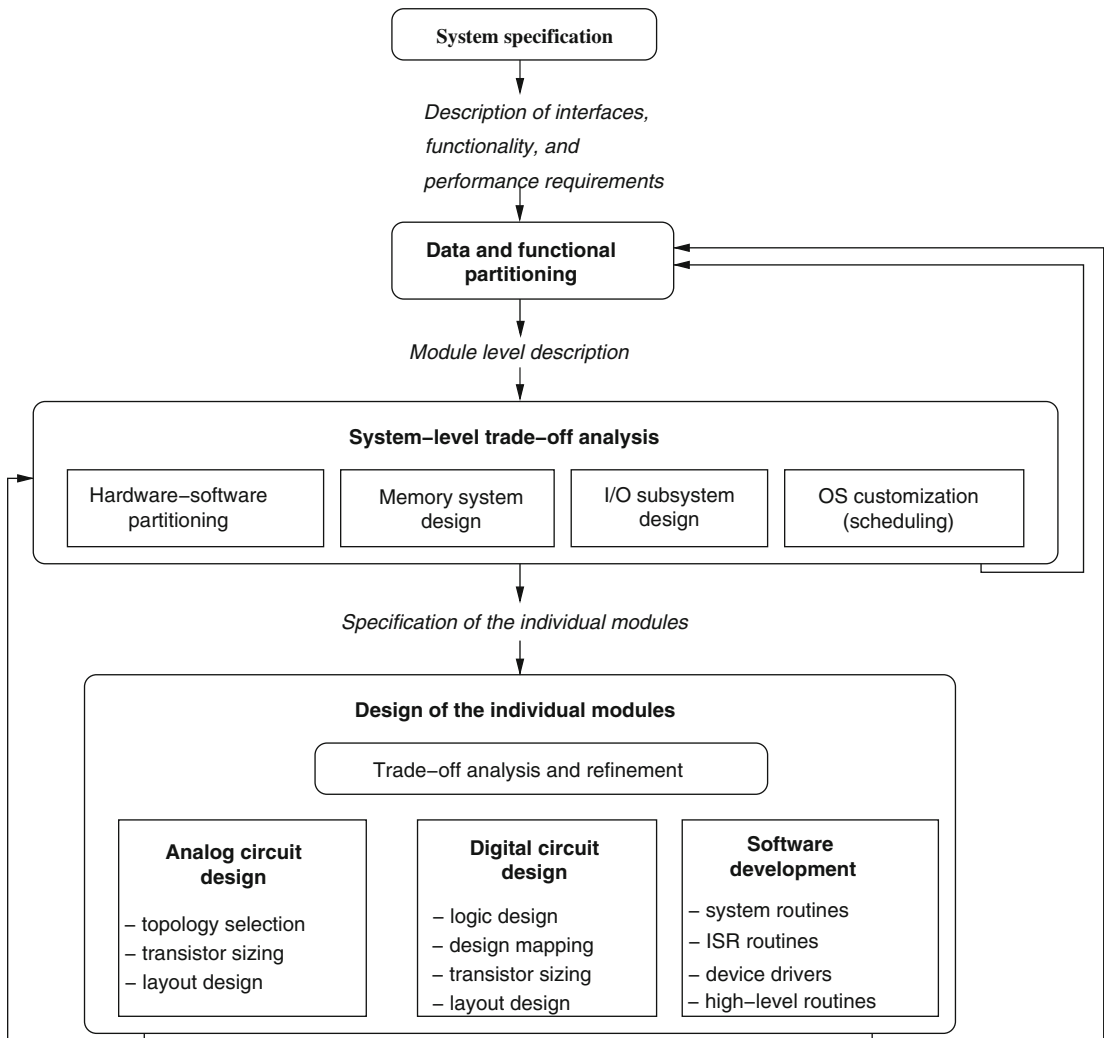 System specification
Description of interfaces,
functionality, and
performance requirements
Data and functional
partitioning
Module level description
System−level trade−off analysis
Hardware−software
partitioning
Memory system
design
I/O subsystem
design
OS customization
(scheduling)
Specification of the individual modules
Design of the individual modules
Trade−off analysis and refinement
Analog circuit
design
– topology selection
– transistor sizing
– layout design
Digital circuit
design
– logic design
– design mapping
– transistor sizing
– layout design
Software
development
– system routines
– ISR routines
– device drivers
– high−level routines